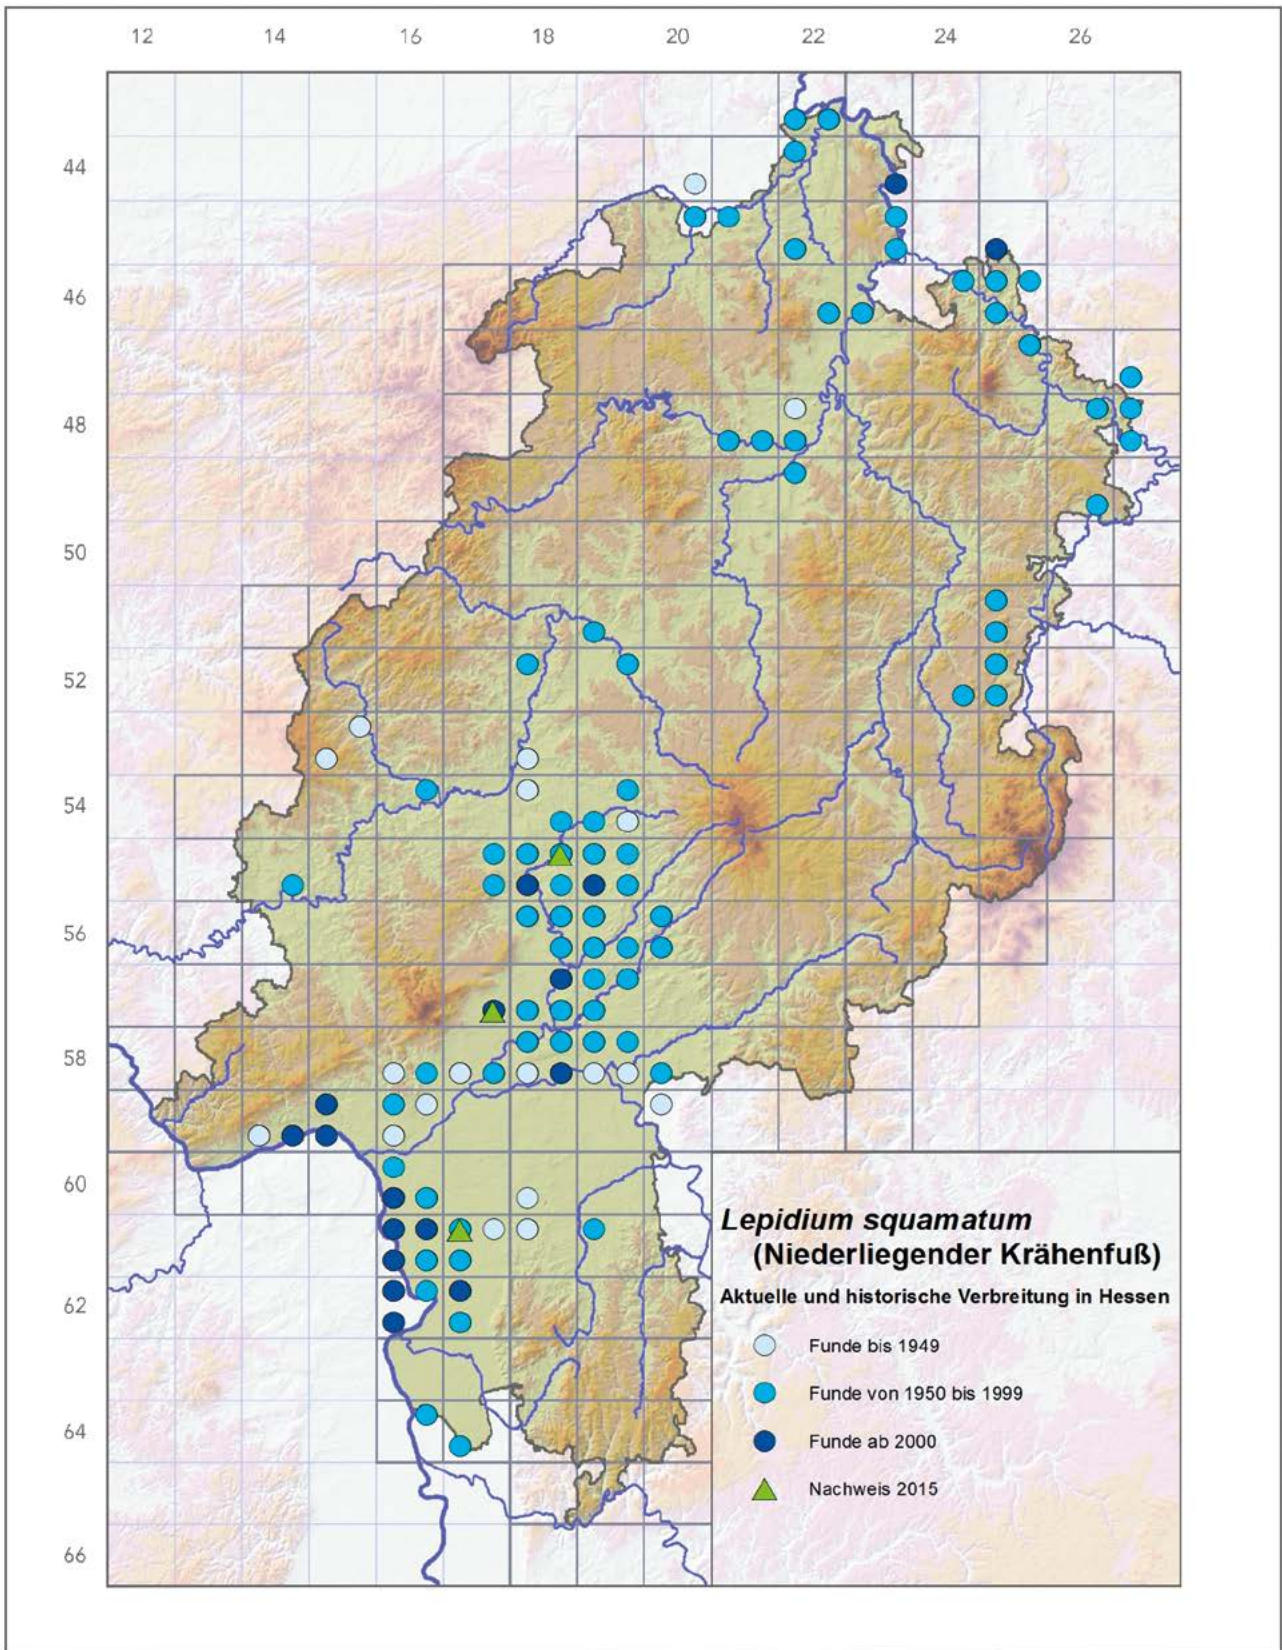 12 14 16 18 20 22 24 26
44
46
48
50
52
54
56
58
60
62
64
66
Lepidium squamatum
(Niederliegender Krähenfuß)
Aktuelle und historische Verbreitung in Hessen
Funde bis 1949
Funde von 1950 bis 1999
Funde ab 2000
Nachweis 2015